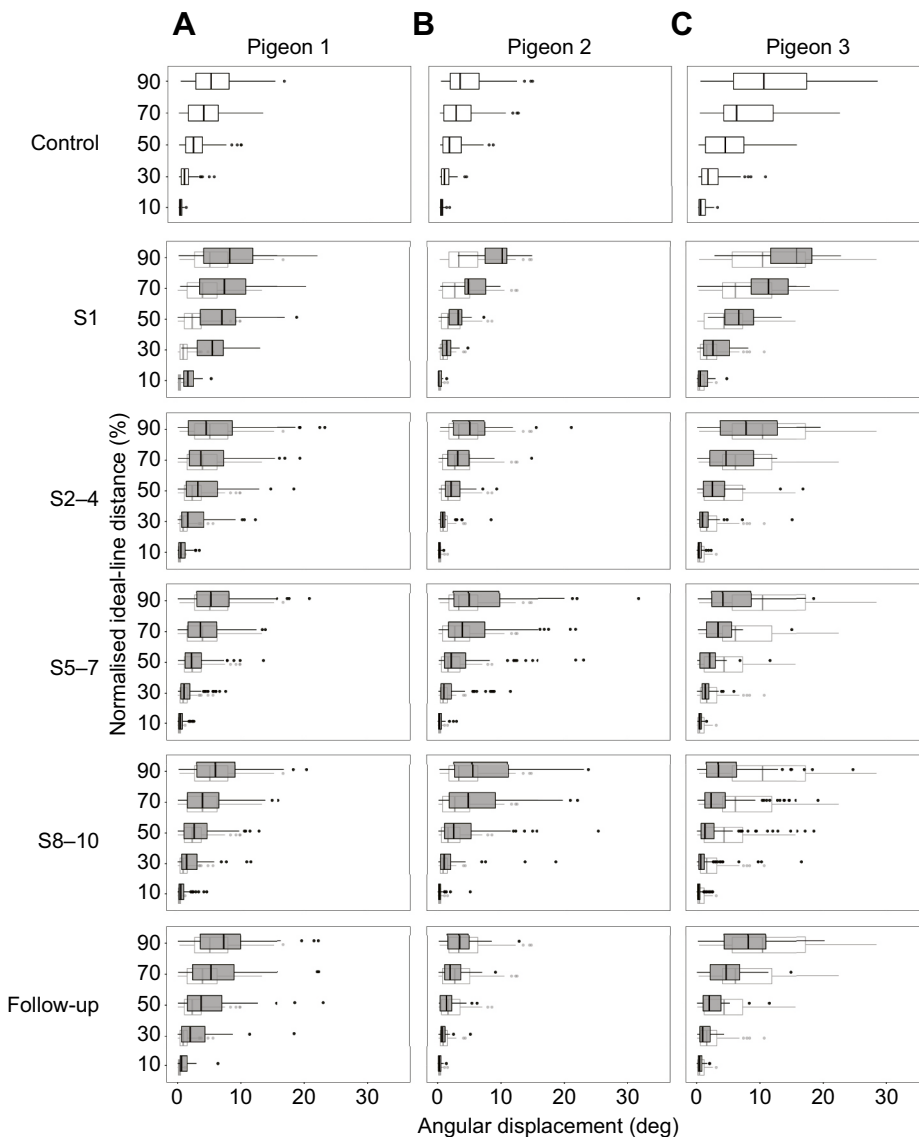 A B C
Pigeon 1 Pigeon 2 Pigeon 3
Normalised ideal-line distance (%)
Control
90
70
50
30
10
S1
90
70
50
30
10
S2–4
90
70
50
30
10
S5–7
90
70
50
30
10
S8–10
90
70
50
30
10
Follow-up
90
70
50
30
10
0 10 20 30 0 10 20 30 0 10 20 30
Angular displacement (deg)